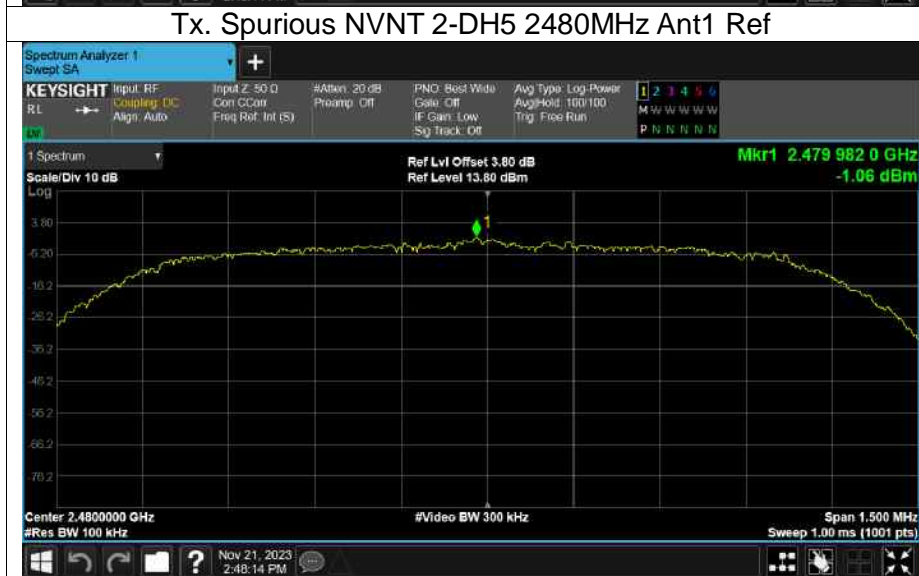 Tx. Spurious NVNT 2-DH5 2480MHz Ant1 Ref
Spectrum Analyzer 1
Swept SA
+
KEYSIGHT Input: RF Input Z: 50 Ω #Atten: 20 dB PNO: Best Wide Avg Type: Log-Power 1 2 3 4 5 6
RL Coupling: DC Corr CCorr Preamp: Off Gate: Off Avg|Hold: 100/100 M W W W W W
Align: Auto Freq Ref: Int (S) IF Gain: Low Trig: Free Run
Sig Track: Off P N N N N N
1 Spectrum Ref Lvl Offset 3.80 dB Mkr1 2.479 982 0 GHz
Scale/Div 10 dB Ref Level 13.80 dBm -1.06 dBm
Log
1
3.80
-6.20
-16.2
-26.2
-36.2
-46.2
-56.2
-66.2
-76.2
Center 2.4800000 GHz #Video BW 300 kHz Span 1.500 MHz
#Res BW 100 kHz Sweep 1.00 ms (1001 pts)
? Nov 21, 2023
2:48:14 PM